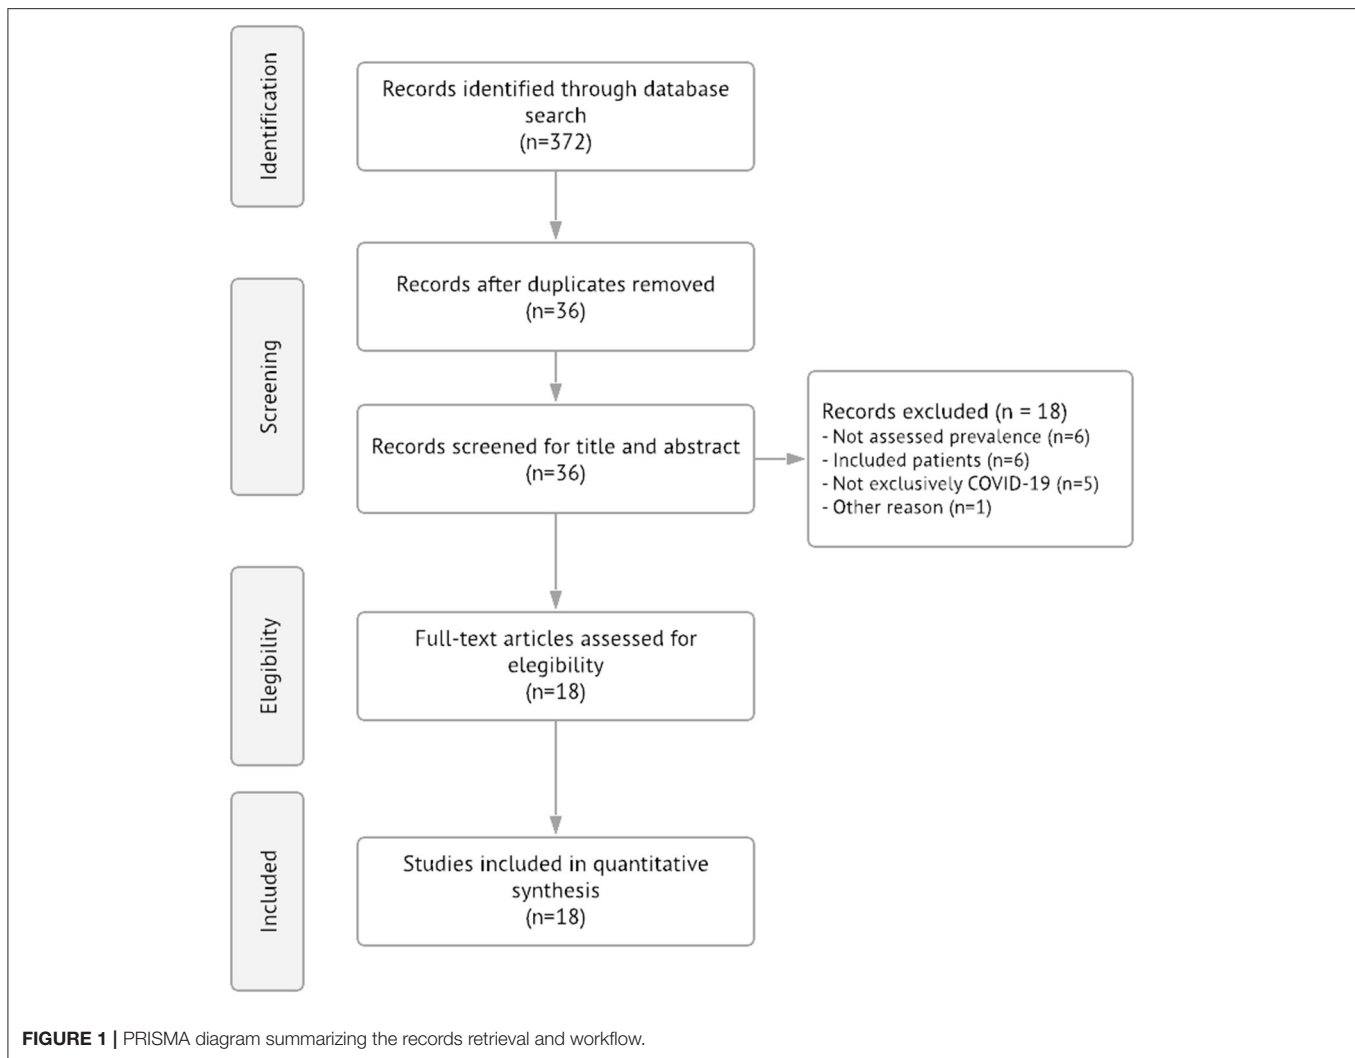 Identification
Records identified through database
search
(n=372)
Screening
Records after duplicates removed
(n=36)
Records screened for title and abstract
(n=36)
Records excluded (n = 18)
- Not assessed prevalence (n=6)
- Included patients (n=6)
- Not exclusively COVID-19 (n=5)
- Other reason (n=1)
Elegibility
Full-text articles assessed for
elegibility
(n=18)
Included
Studies included in quantitative
synthesis
(n=18)
FIGURE 1 | PRISMA diagram summarizing the records retrieval and workflow.